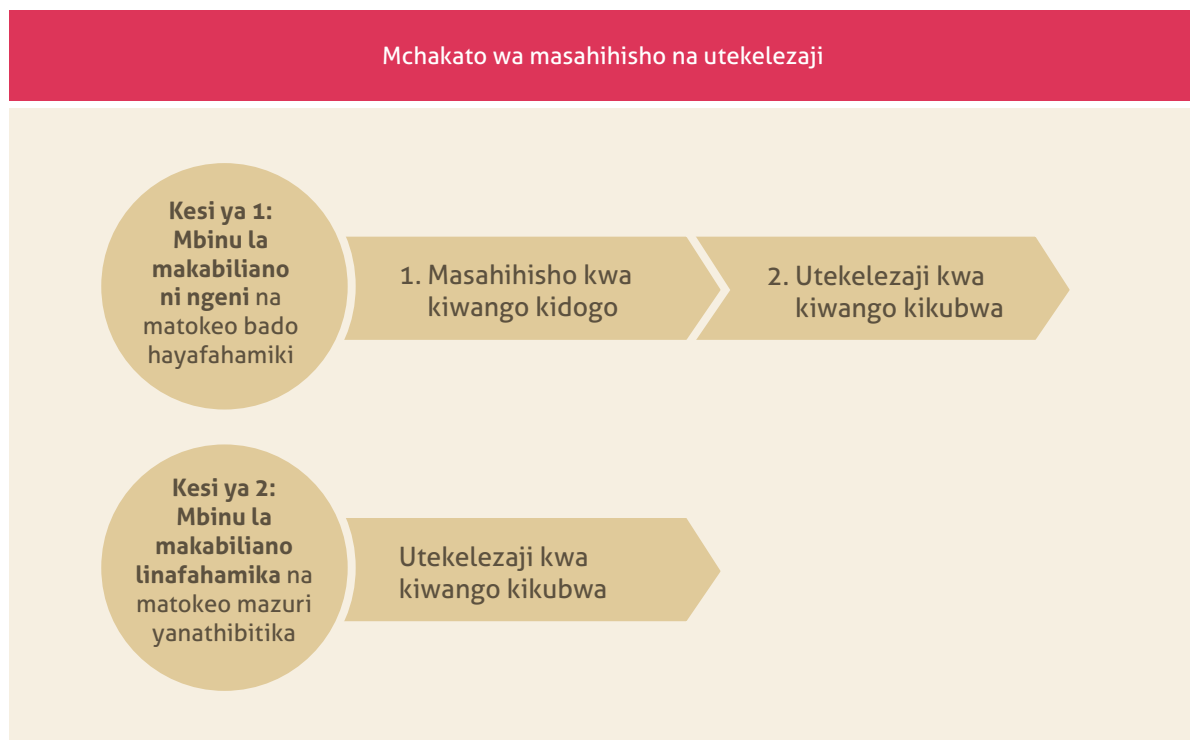 Mchakato wa masahihisho na utekelezaji
Kesi ya 1:
Mbinu la
makabiliano
ni ngeni na
matokeo bado
hayafahamiki
1. Masahihisho kwa
kiwango kidogo
2. Utekelezaji kwa
kiwango kikubwa
Kesi ya 2:
Mbinu la
makabiliano
linafahamika na
matokeo mazuri
yanathibitika
Utekelezaji kwa
kiwango kikubwa